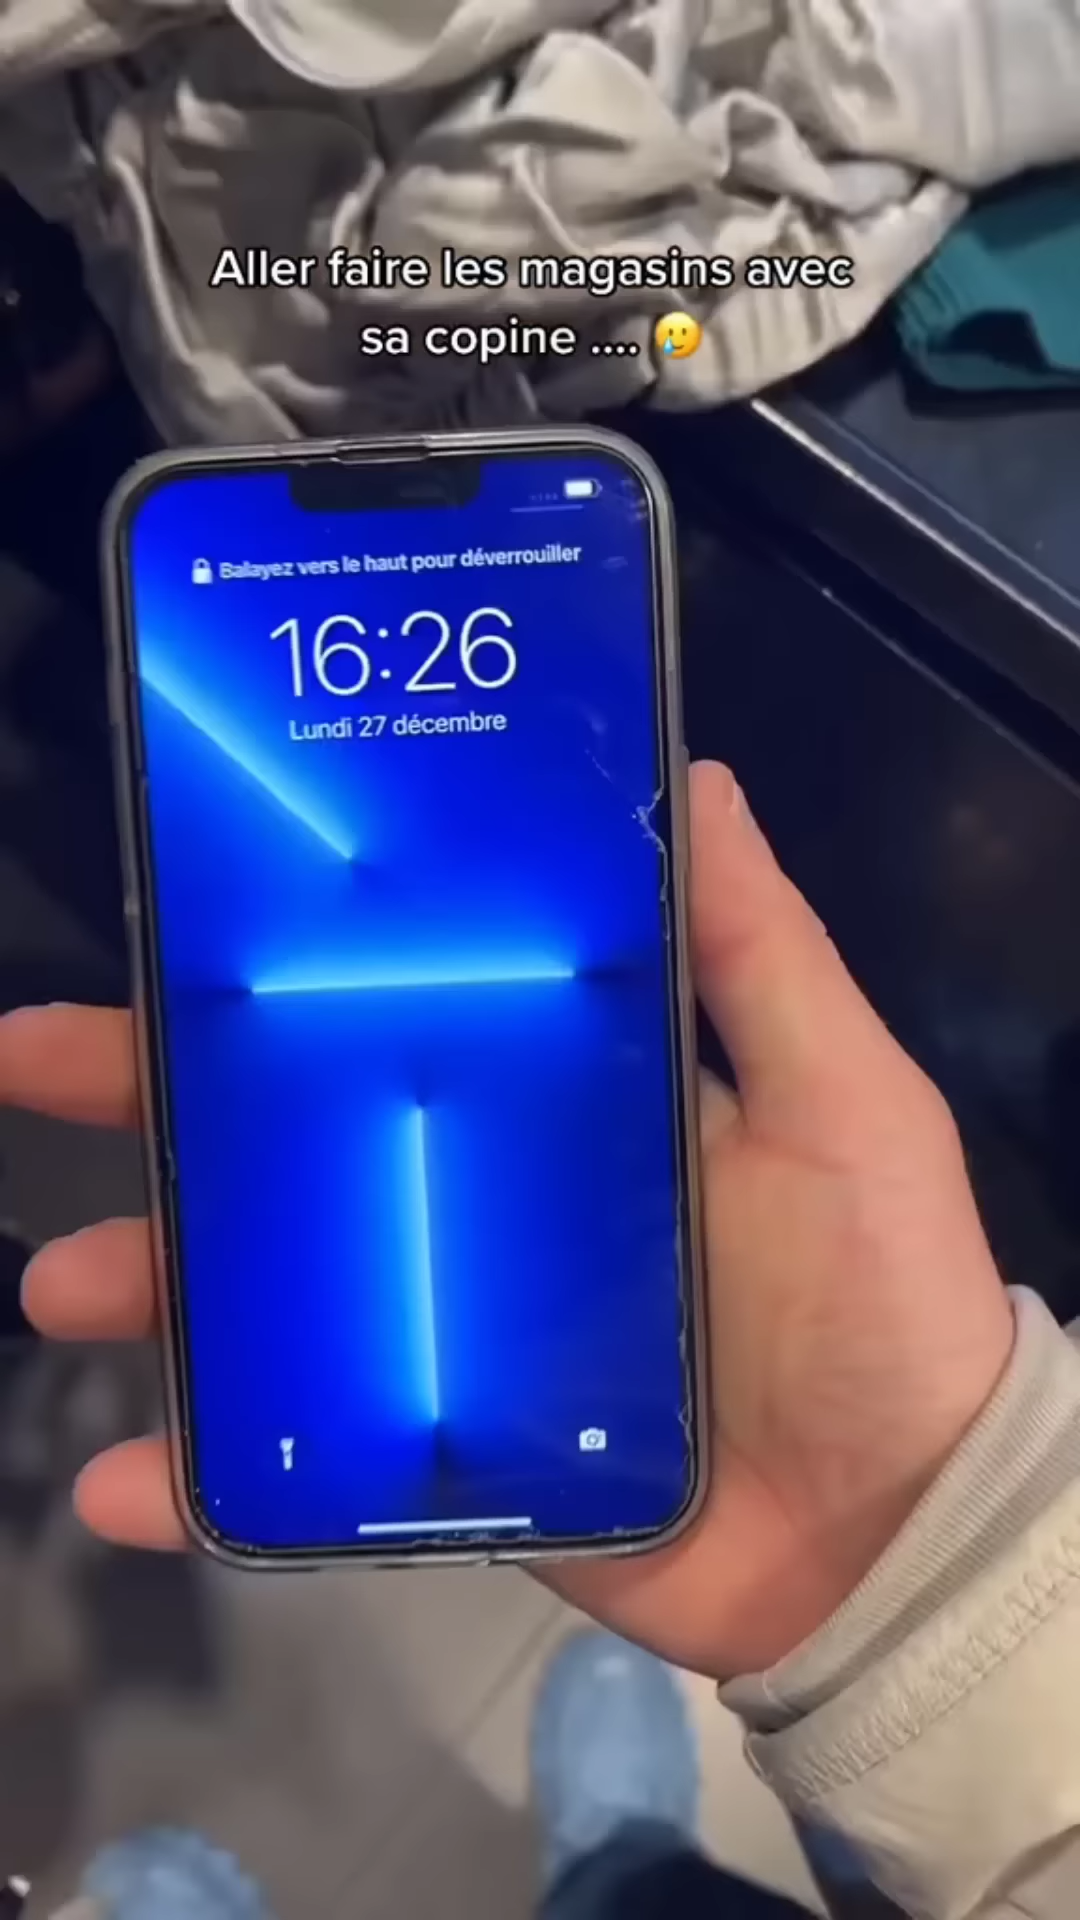 Aller faire les magasins avec
sa copine .... 🥲
Balayez vers le haut pour déverrouiller
16:26
Lundi 27 décembre